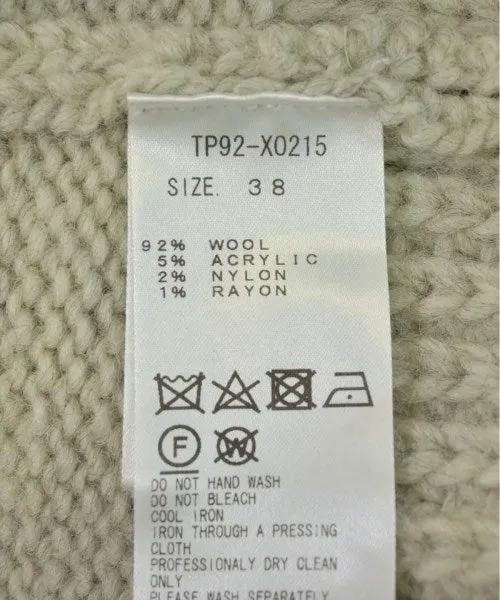 TP92-X0215
SIZE. 38
92% WOOL
5% ACRYLIC
2% NYLON
1% RAYON
F W
DO NOT HAND WASH
DO NOT BLEACH
COOL IRON
IRON THROUGH A PRESSING
CLOTH
PROFESSIONALY DRY CLEAN
ONLY
PLEASE WASH SEPARATELY